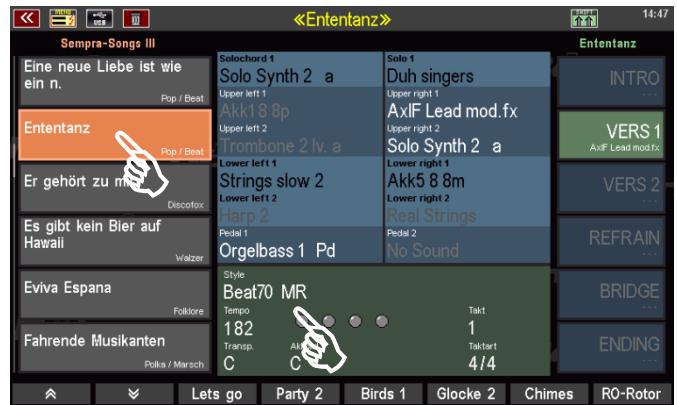 MENU
USB
«Ententanz»
SHIFT
14:47
Sempra-Songs III
Eine neue Liebe ist wie
ein n.
Pop / Beat
Ententanz
Pop / Beat
Er gehört zu m
Discofox
Es gibt kein Bier auf
Hawaii
Walzer
Eviva Espana
Folklore
Fahrende Musikanten
Polka / Marsch
Solochord 1
Solo Synth 2 a
Solo 1
Duh singers
Upper left 1
Akk18 8p
Upper right 1
AxlF Lead mod.fx
Upper left 2
Trombone 2 lv. a
Upper right 2
Solo Synth 2 a
Lower left 1
Strings slow 2
Lower right 1
Akk5 8 8m
Lower left 2
Harp 2
Lower right 2
Real Strings
Pedal 1
Orgelbass 1 Pd
Pedal 2
No Sound
Style
Beat70 MR
Tempo
182
Takt
1
Transp.
C
C
Taktart
4/4
Ententanz
INTRO
- - -
VERS 1
AxlF Lead mod.fx
VERS 2
- - -
REFRAIN
- - -
BRIDGE
- - -
ENDING
- - -
Lets go
Party 2
Birds 1
Glocke 2
Chimes
RO-Rotor